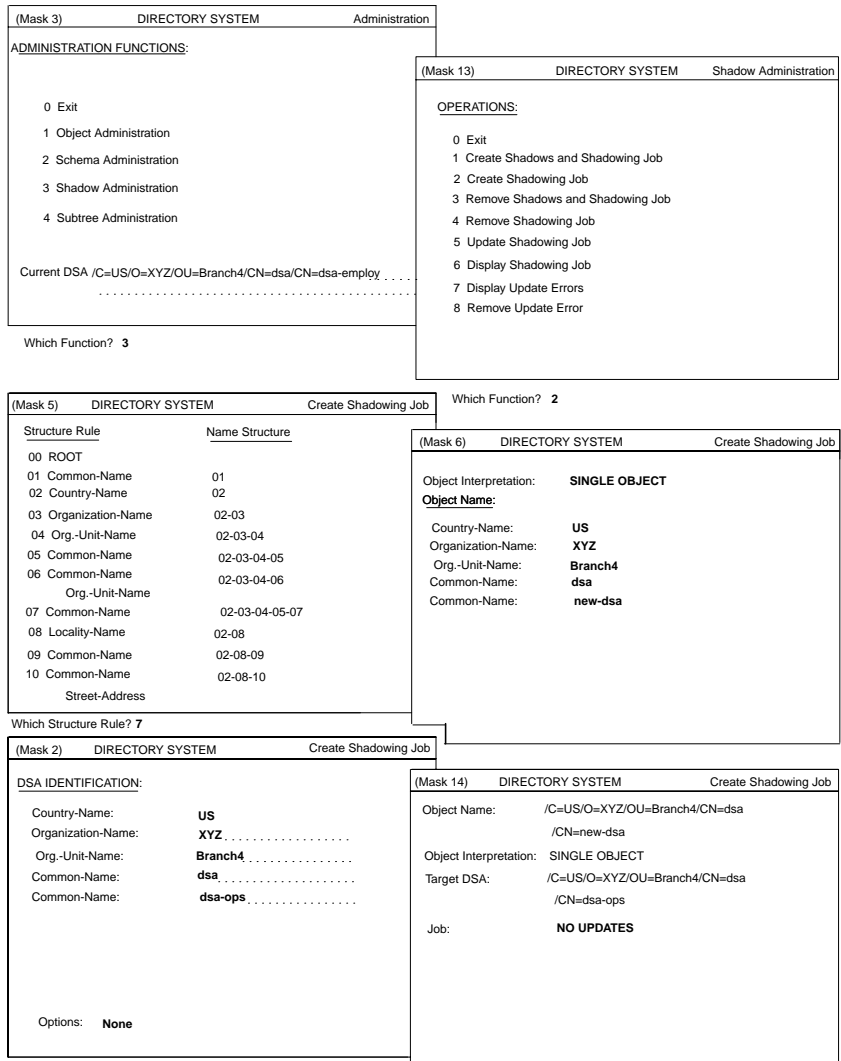 (Mask 3) DIRECTORY SYSTEM Administration
ADMINISTRATION FUNCTIONS:
0 Exit
1 Object Administration
2 Schema Administration
3 Shadow Administration
4 Subtree Administration
Current DSA /C=US/O=XYZ/OU=Branch4/CN=dsa/CN=dsa-employ
Which Function? 3
(Mask 13) DIRECTORY SYSTEM Shadow Administration
OPERATIONS:
0 Exit
1 Create Shadows and Shadowing Job
2 Create Shadowing Job
3 Remove Shadows and Shadowing Job
4 Remove Shadowing Job
5 Update Shadowing Job
6 Display Shadowing Job
7 Display Update Errors
8 Remove Update Error
Which Function? 2
(Mask 5) DIRECTORY SYSTEM Create Shadowing Job
Structure Rule Name Structure
00 ROOT
01 Common-Name 01
02 Country-Name 02
03 Organization-Name 02-03
04 Org.-Unit-Name 02-03-04
05 Common-Name 02-03-04-05
06 Common-Name 02-03-04-06
Org.-Unit-Name
07 Common-Name 02-03-04-05-07
08 Locality-Name 02-08
09 Common-Name 02-08-09
10 Common-Name 02-08-10
Street-Address
Which Structure Rule? 7
(Mask 6) DIRECTORY SYSTEM Create Shadowing Job
Object Interpretation: SINGLE OBJECT
Object Name:
Country-Name: US
Organization-Name: XYZ
Org.-Unit-Name: Branch4
Common-Name: dsa
Common-Name: new-dsa
(Mask 2) DIRECTORY SYSTEM Create Shadowing Job
DSA IDENTIFICATION:
Country-Name: US
Organization-Name: XYZ
Org.-Unit-Name: Branch4
Common-Name: dsa
Common-Name: dsa-ops
Options: None
(Mask 14) DIRECTORY SYSTEM Create Shadowing Job
Object Name: /C=US/O=XYZ/OU=Branch4/CN=dsa
/CN=new-dsa
Object Interpretation: SINGLE OBJECT
Target DSA: /C=US/O=XYZ/OU=Branch4/CN=dsa
/CN=dsa-ops
Job: NO UPDATES